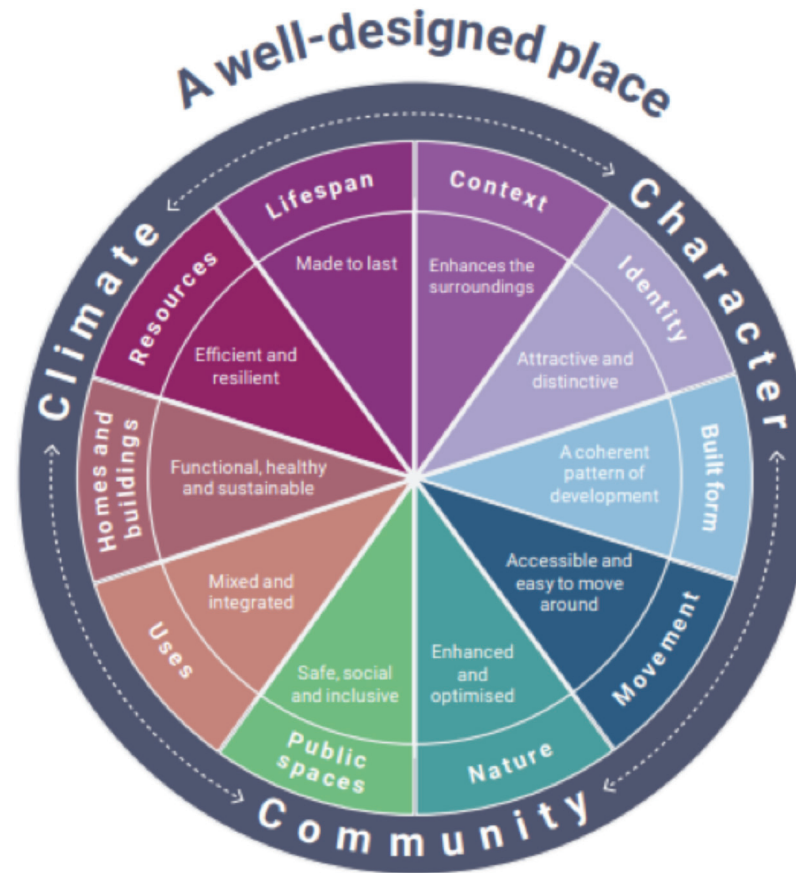 A well-designed place
Climate
Character
Community
Context
Enhances the
surroundings
Identity
Attractive and
distinctive
Built form
A coherent
pattern of
development
Movement
Accessible and
easy to move
around
Nature
Enhanced
and
optimised
Public
spaces
Safe, social
and inclusive
Uses
Mixed and
integrated
Homes and
buildings
Functional, healthy
and sustainable
Resources
Efficient and
resilient
Lifespan
Made to last